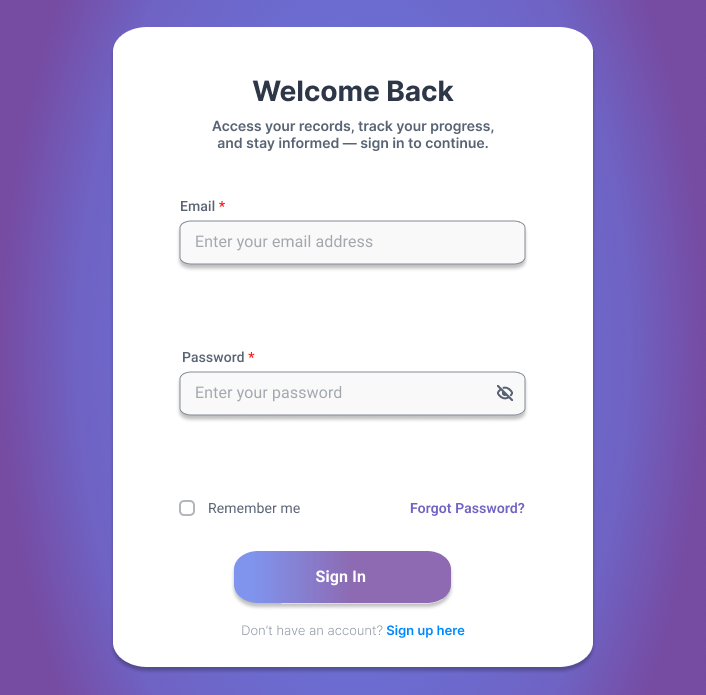 Welcome Back
Access your records, track your progress,
and stay informed — sign in to continue.
Email *
Enter your email address
Password *
Enter your password
Remember me
Forgot Password?
Sign In
Don't have an account? Sign up here